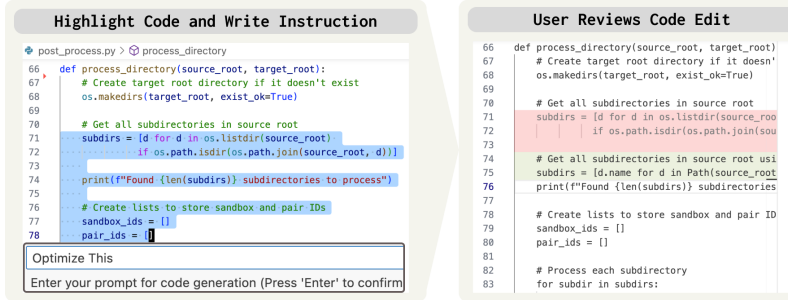 Highlight Code and Write Instruction
post_process.py > process_directory
66 def process_directory(source_root, target_root):
67 # Create target root directory if it doesn't exist
68 os.makedirs(target_root, exist_ok=True)
69
70 # Get all subdirectories in source root
71 subdirs = [d for d in os.listdir(source_root)
72 if os.path.isdir(os.path.join(source_root, d))]
73
74 print(f"Found {len(subdirs)} subdirectories to process")
75
76 # Create lists to store sandbox and pair IDs
77 sandbox_ids = []
78 pair_ids = []
Optimize This
Enter your prompt for code generation (Press 'Enter' to confirm
User Reviews Code Edit
66 def process_directory(source_root, target_root)
67 # Create target root directory if it doesn'
68 os.makedirs(target_root, exist_ok=True)
69
70 # Get all subdirectories in source root
71 subdirs = [d for d in os.listdir(source_roo
72 if os.path.isdir(os.path.join(sou
73
74 # Get all subdirectories in source root usi
75 subdirs = [d.name for d in Path(source_root
76 print(f"Found {len(subdirs)} subdirectories
77
78 # Create lists to store sandbox and pair ID
79 sandbox_ids = []
80 pair_ids = []
81
82 # Process each subdirectory
83 for subdir in subdirs: